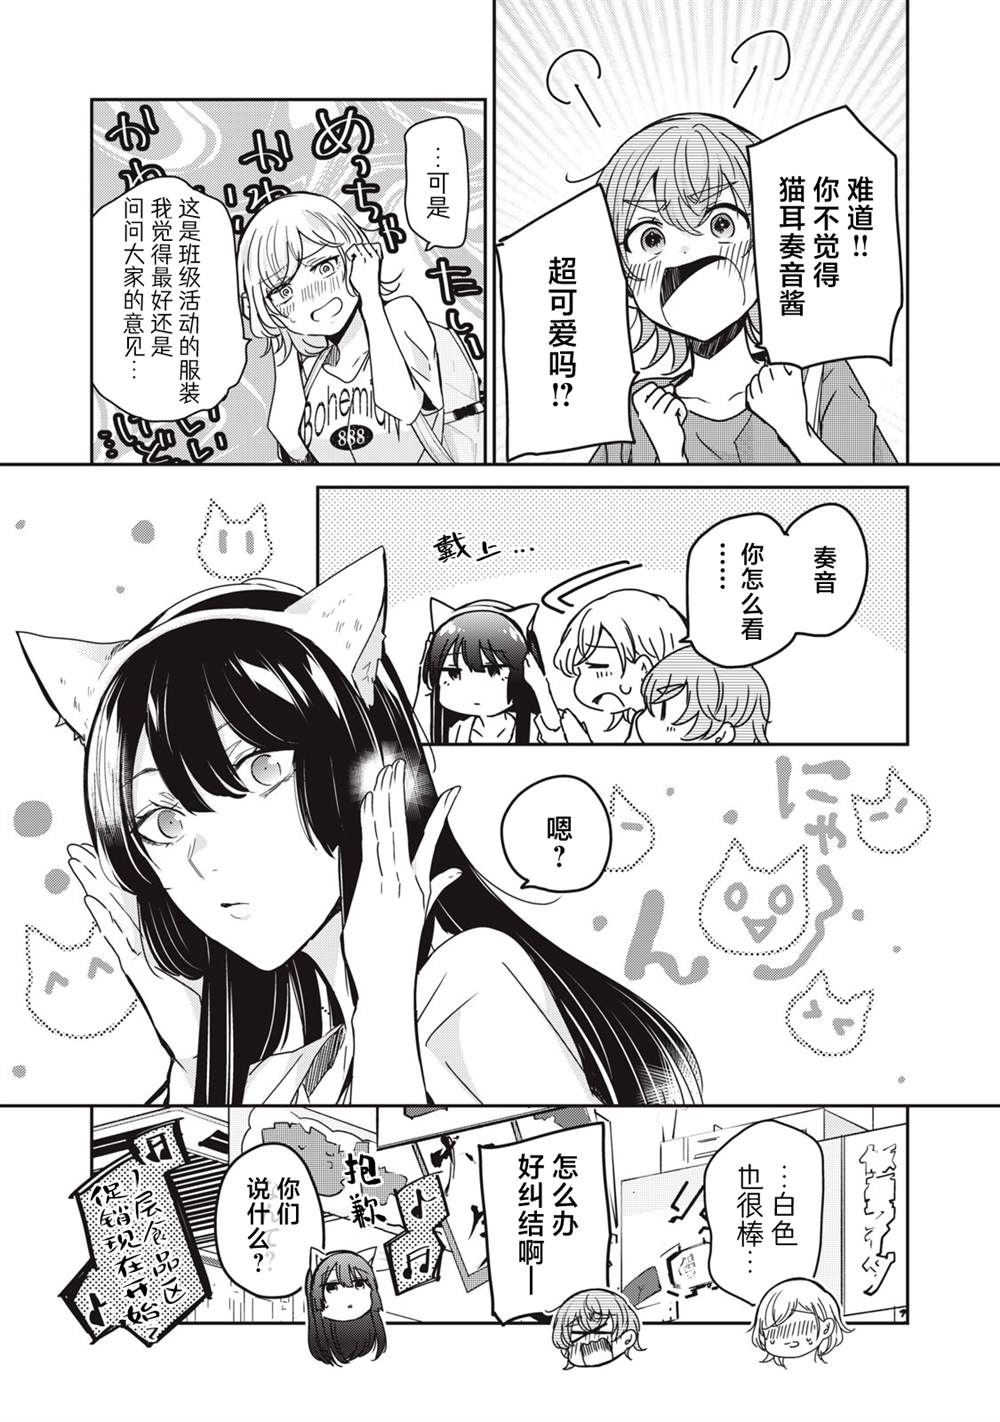 难道!!
你不觉得
猫耳奏音酱
超可爱吗!?
…可是
这是班级活动的服装
我觉得最好还是
问问大家的意见…
めっちゃ
かわ
かわ
Bohemian
888
奏音
你怎么看
……
戴上…
嗯？
にゃ〜ん
…白色
也很棒…
怎么办
好纠结啊—
抱歉
你们
说什么？
1层食品区
促销现在开始